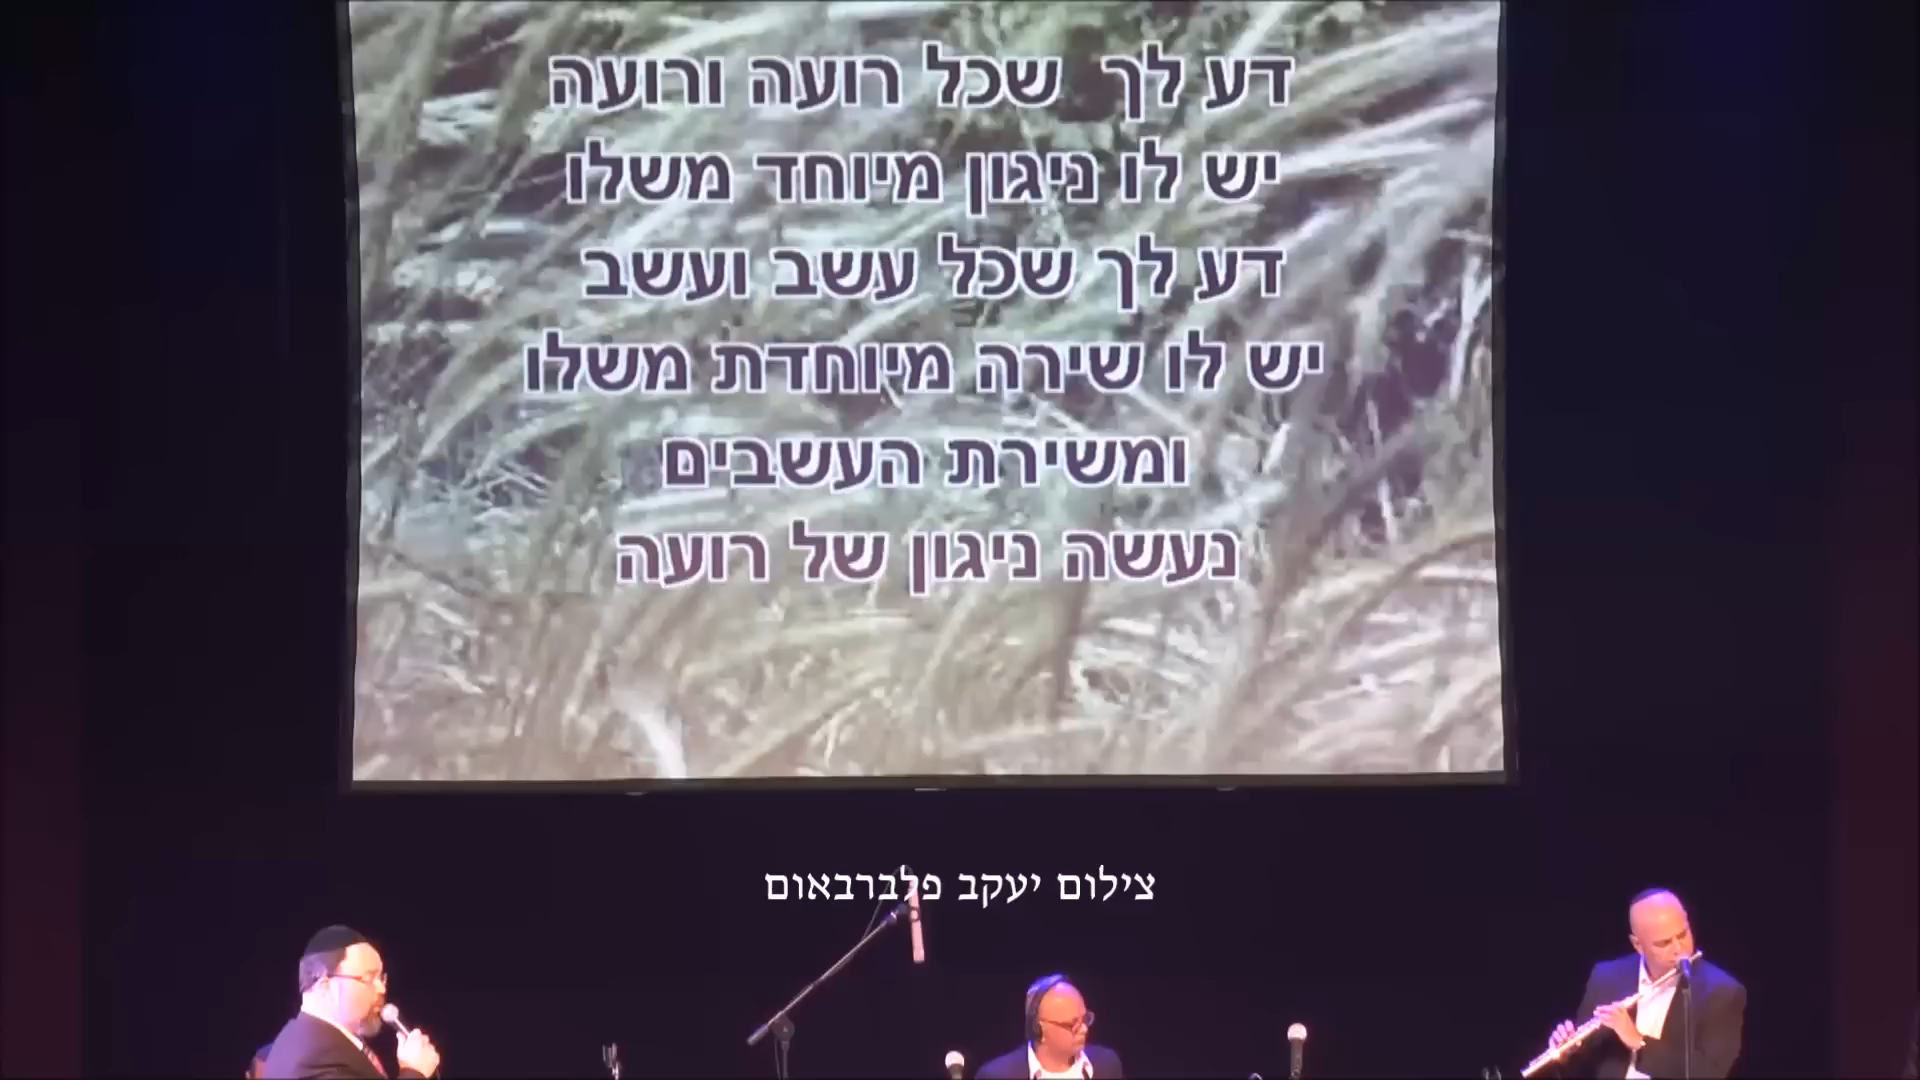 דע לך שכל רועה ורועה
יש לו ניגון מיוחד משלו
דע לך שכל עשב ועשב
יש לו שירה מיוחדת משלו
ומשירת העשבים
נעשה ניגון של רועה
צילום יעקב פלברבאום